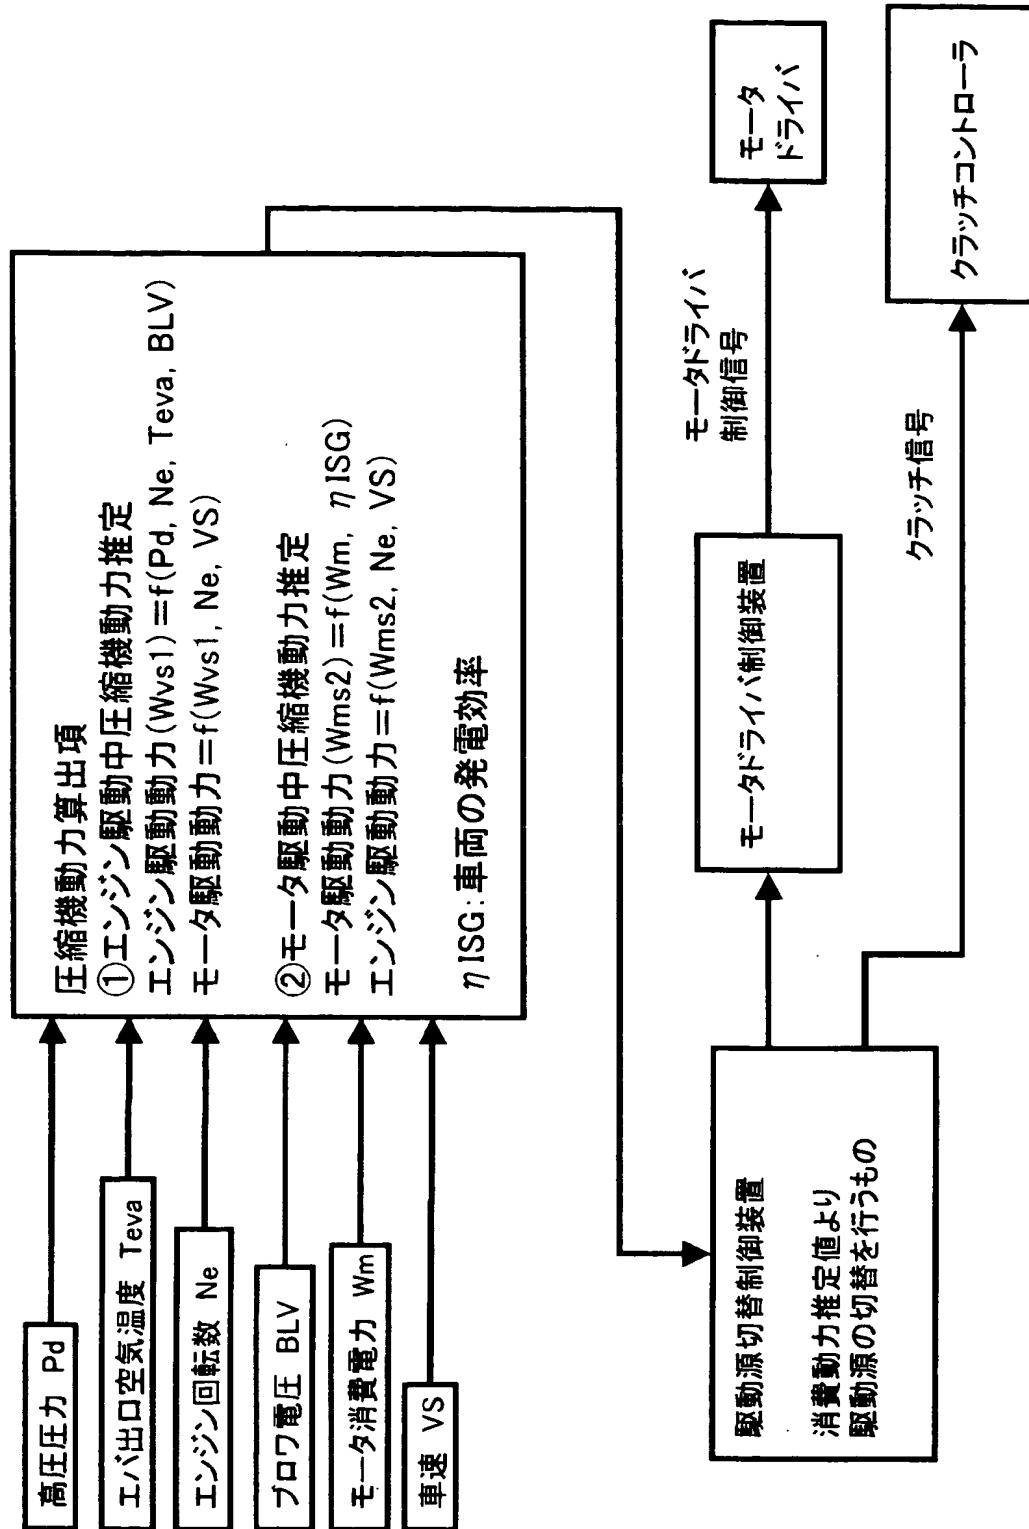 高圧圧力 Pd
エバ出口空気温度 Teva
エンジン回転数 Ne
ブロワ電圧 BLV
モータ消費電力 Wm
車速 VS
圧縮機動力算出項
①エンジン駆動中圧縮機動力推定
エンジン駆動動力(Wvs1)=f(Pd, Ne, Teva, BLV)
モータ駆動動力=f(Wvs1, Ne, VS)
②モータ駆動中圧縮機動力推定
モータ駆動動力(Wms2)=f(Wm, ηISG)
エンジン駆動動力=f(Wms2, Ne, VS)
ηISG:車両の発電効率
駆動源切替制御装置
消費動力推定値より
駆動源の切替を行うもの
モータドライバ制御装置
モータドライバ
制御信号
モータ
ドライバ
クラッチ信号
クラッチコントローラ